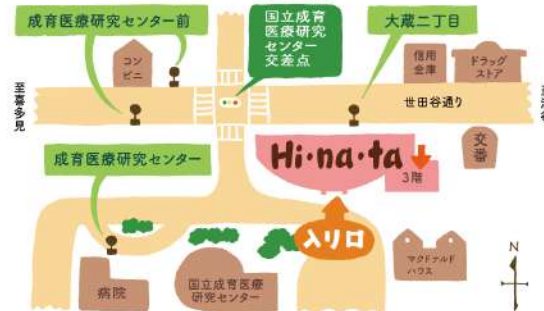 成育医療研究センター前
国立成育
医療研究
センター
交差点
大蔵二丁目
コン
ビニ
信用
金庫
ドラッグ
ストア
至喜多見
世田谷通り
交番
成育医療研究センター
Hi・na・ta
3階
入り口
病院
国立成育医療
研究センター
マクドナルド
ハウス
N